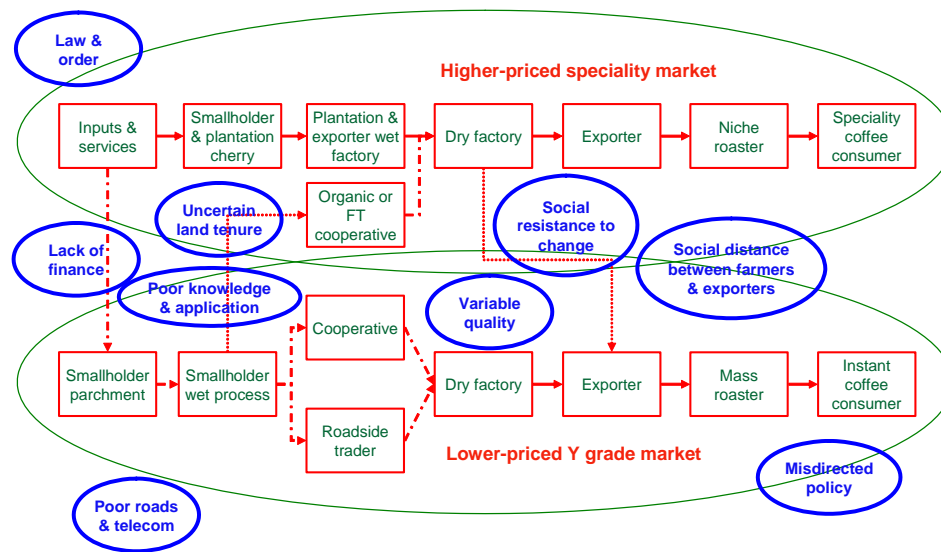 Law &
order
Higher-priced speciality market
Inputs &
services
Smallholder
& plantation
cherry
Plantation &
exporter wet
factory
Dry factory
Exporter
Niche
roaster
Speciality
coffee
consumer
Organic or
FT
cooperative
Uncertain
land tenure
Social
resistance to
change
Lack of
finance
Social distance
between farmers
& exporters
Poor knowledge
& application
Variable
quality
Cooperative
Smallholder
parchment
Smallholder
wet process
Dry factory
Exporter
Mass
roaster
Instant
coffee
consumer
Roadside
trader
Lower-priced Y grade market
Misdirected
policy
Poor roads
& telecom